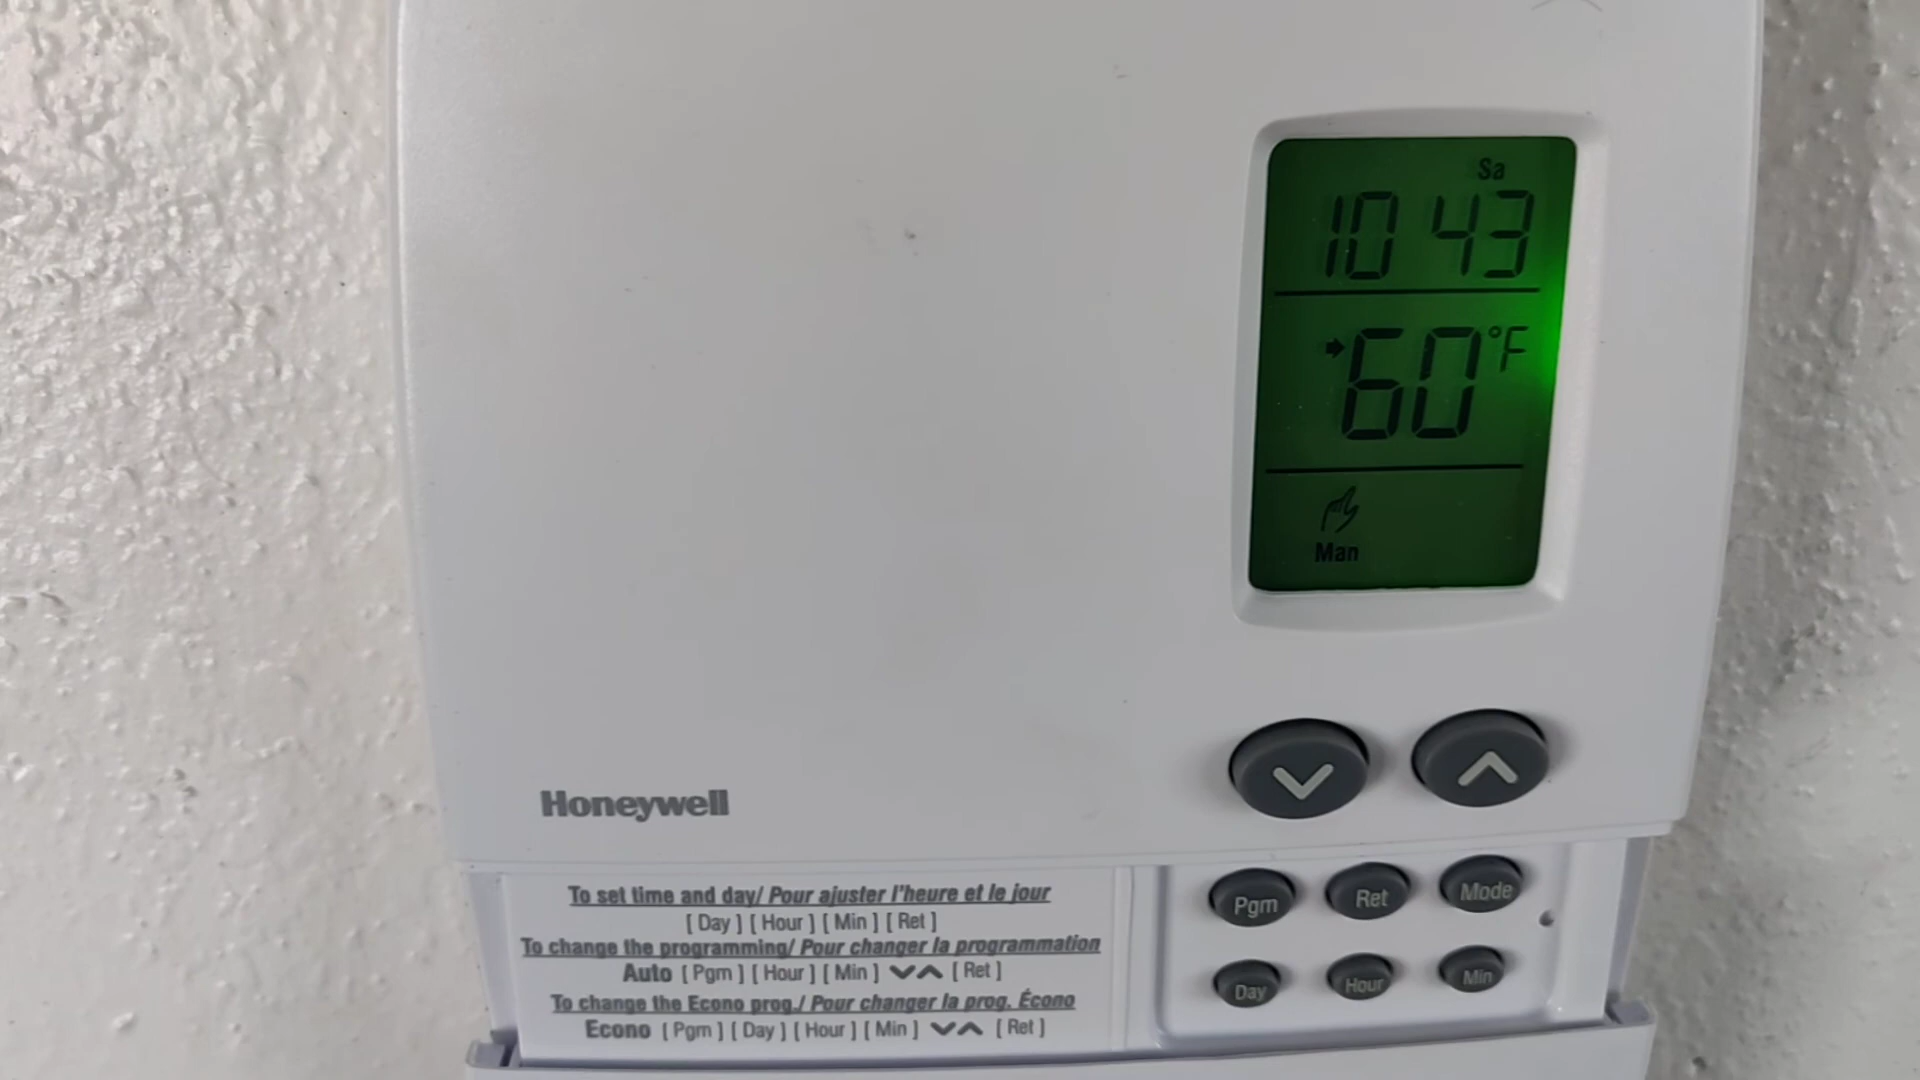 Sa
10 43
60°F
Man
Honeywell
To set time and day/ Pour ajuster l'heure et le jour
[ Day ] [ Hour ] [ Min ] [ Ret ]
To change the programming/ Pour changer la programmation
Auto [ Pgm ] [ Hour ] [ Min ] [ Ret ]
To change the Econo prog./ Pour changer la prog. Écono
Econo [ Pgm ] [ Day ] [ Hour ] [ Min ] [ Ret ]
Pgm Ret Mode
Day Hour Min